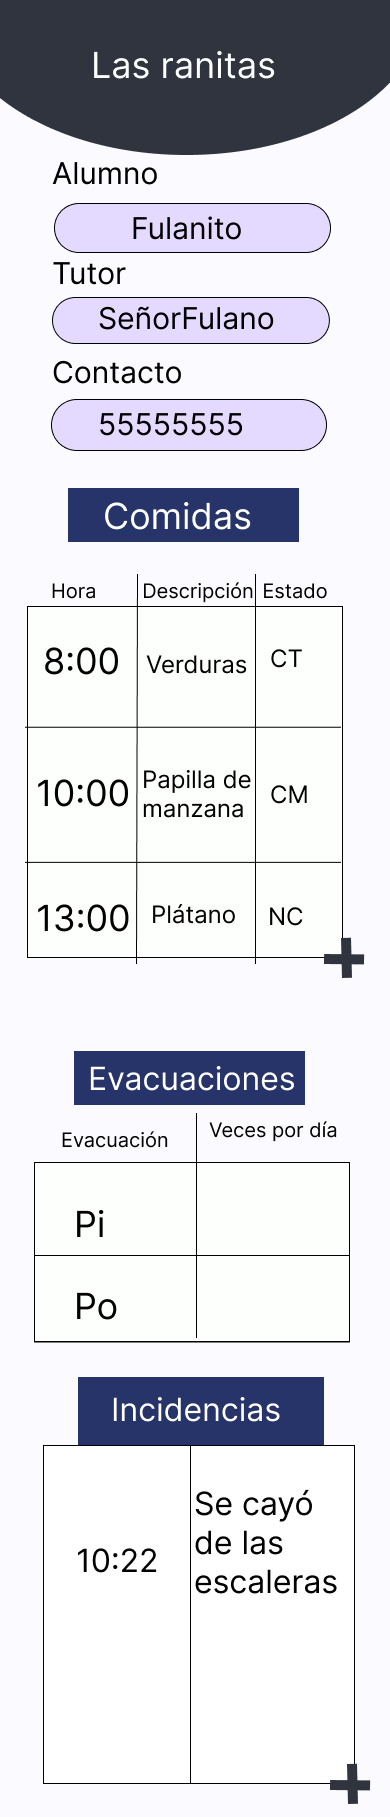 Las ranitas
Alumno
Fulanito
Tutor
SeñorFulano
Contacto
55555555
Comidas
Hora Descripción Estado
8:00 Verduras CT
10:00 Papilla de manzana CM
13:00 Plátano NC
Evacuaciones
Evacuación Veces por día
Pi
Po
Incidencias
10:22 Se cayó
de las
escaleras